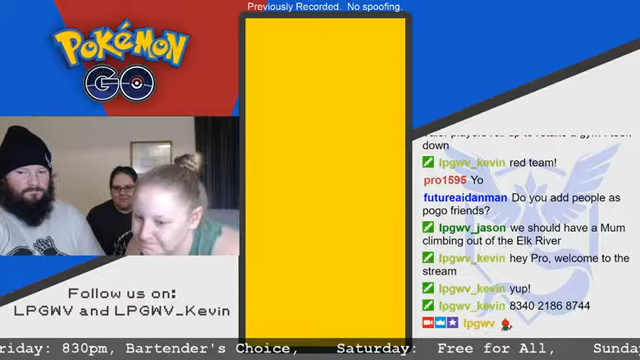 Previously Recorded. No spoofing.
POKéMON
GO
down
lpgwv_kevin red team!
pro1595 Yo
futureaidanman Do you add people as
pogo friends?
lpgwv_jason we should have a Mum
climbing out of the Elk River
lpgwv_kevin hey Pro, welcome to the
stream
lpgwv_kevin yup!
lpgwv_kevin 8340 2186 8744
lpgwv
Follow us on:
LPGWV and LPGWV_Kevin
riday: 830pm, Bartender's Choice, Saturday: Free for All, Sunda